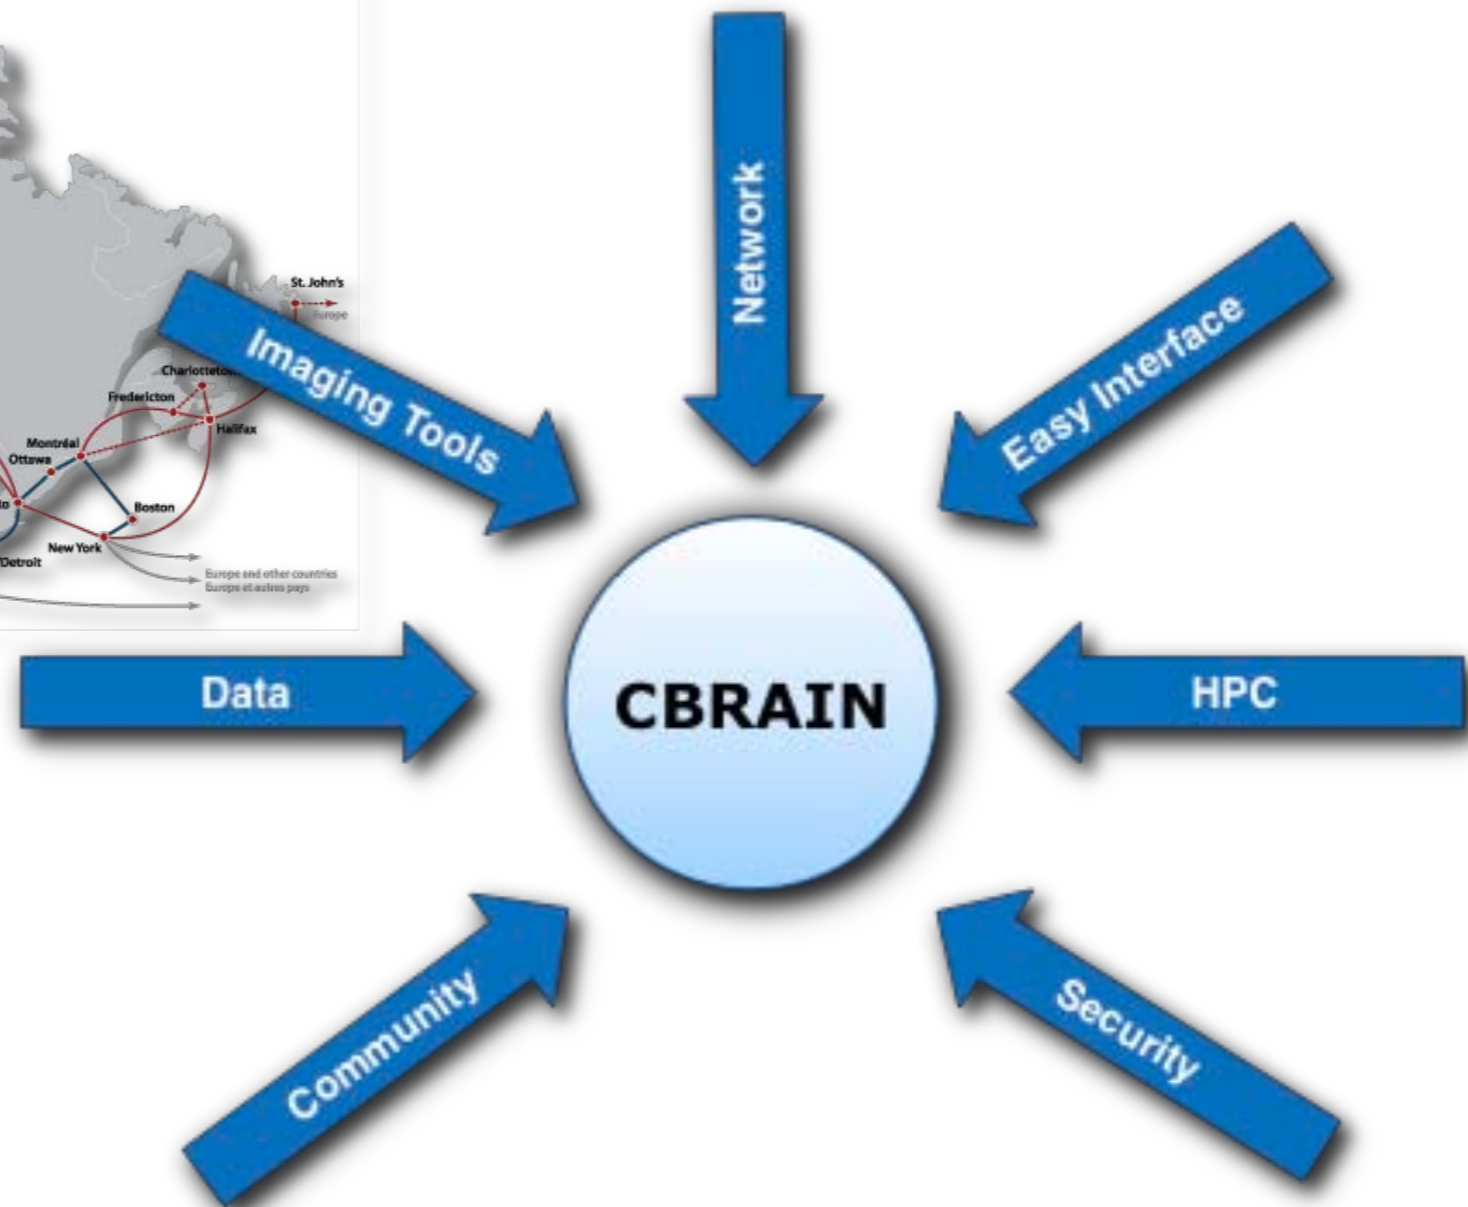 Network
Easy Interface
Imaging Tools
St. John's
Europe
Fredericton
Halifax
Montréal
Ottawa
Boston
New York
Detroit
Europe and other countries
Europe et autres pays
Data
CBRAIN
HPC
Community
Security